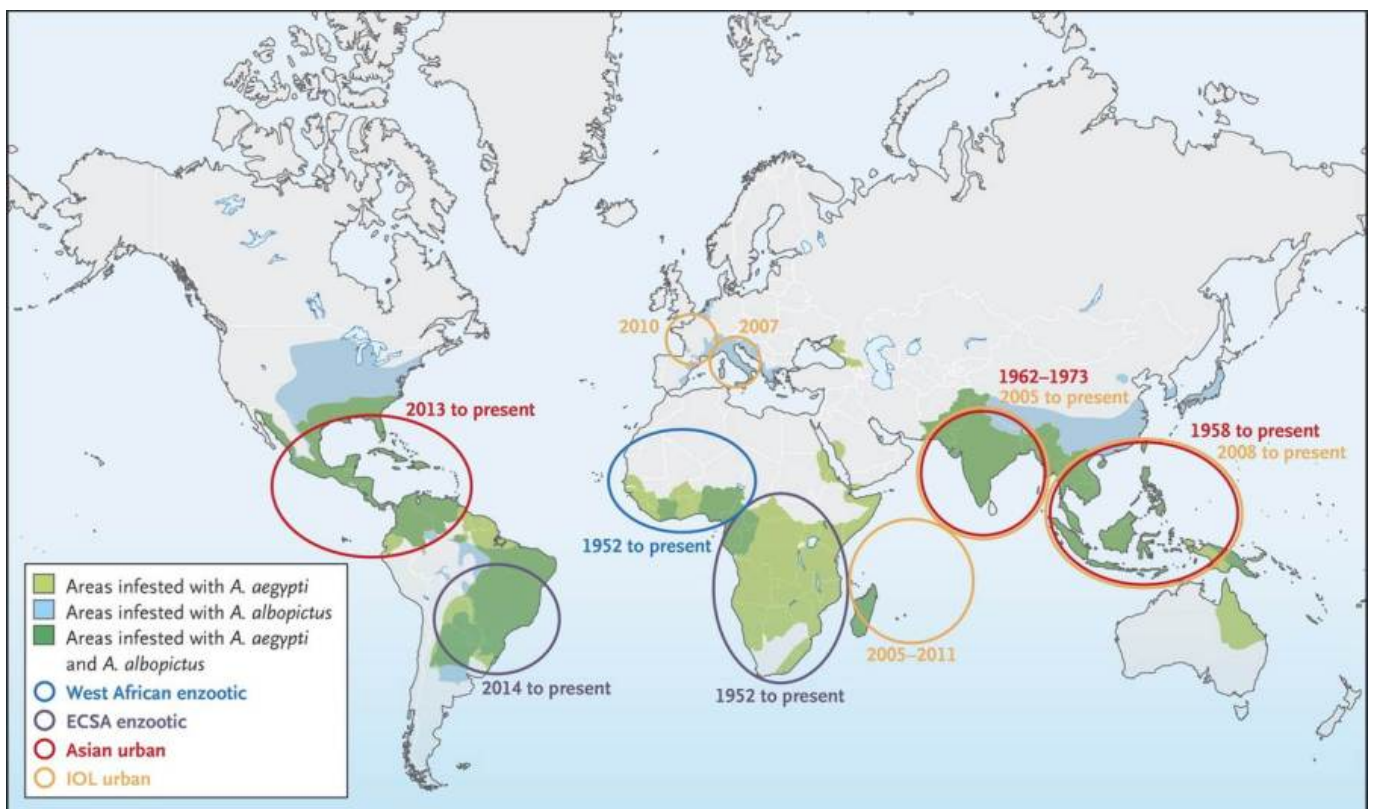 2010
2007
1962–1973
2005 to present
2013 to present
1958 to present
2008 to present
1952 to present
2005–2011
2014 to present
1952 to present
Areas infested with A. aegypti
Areas infested with A. albopictus
Areas infested with A. aegypti
and A. albopictus
West African enzootic
ECSA enzootic
Asian urban
IOL urban